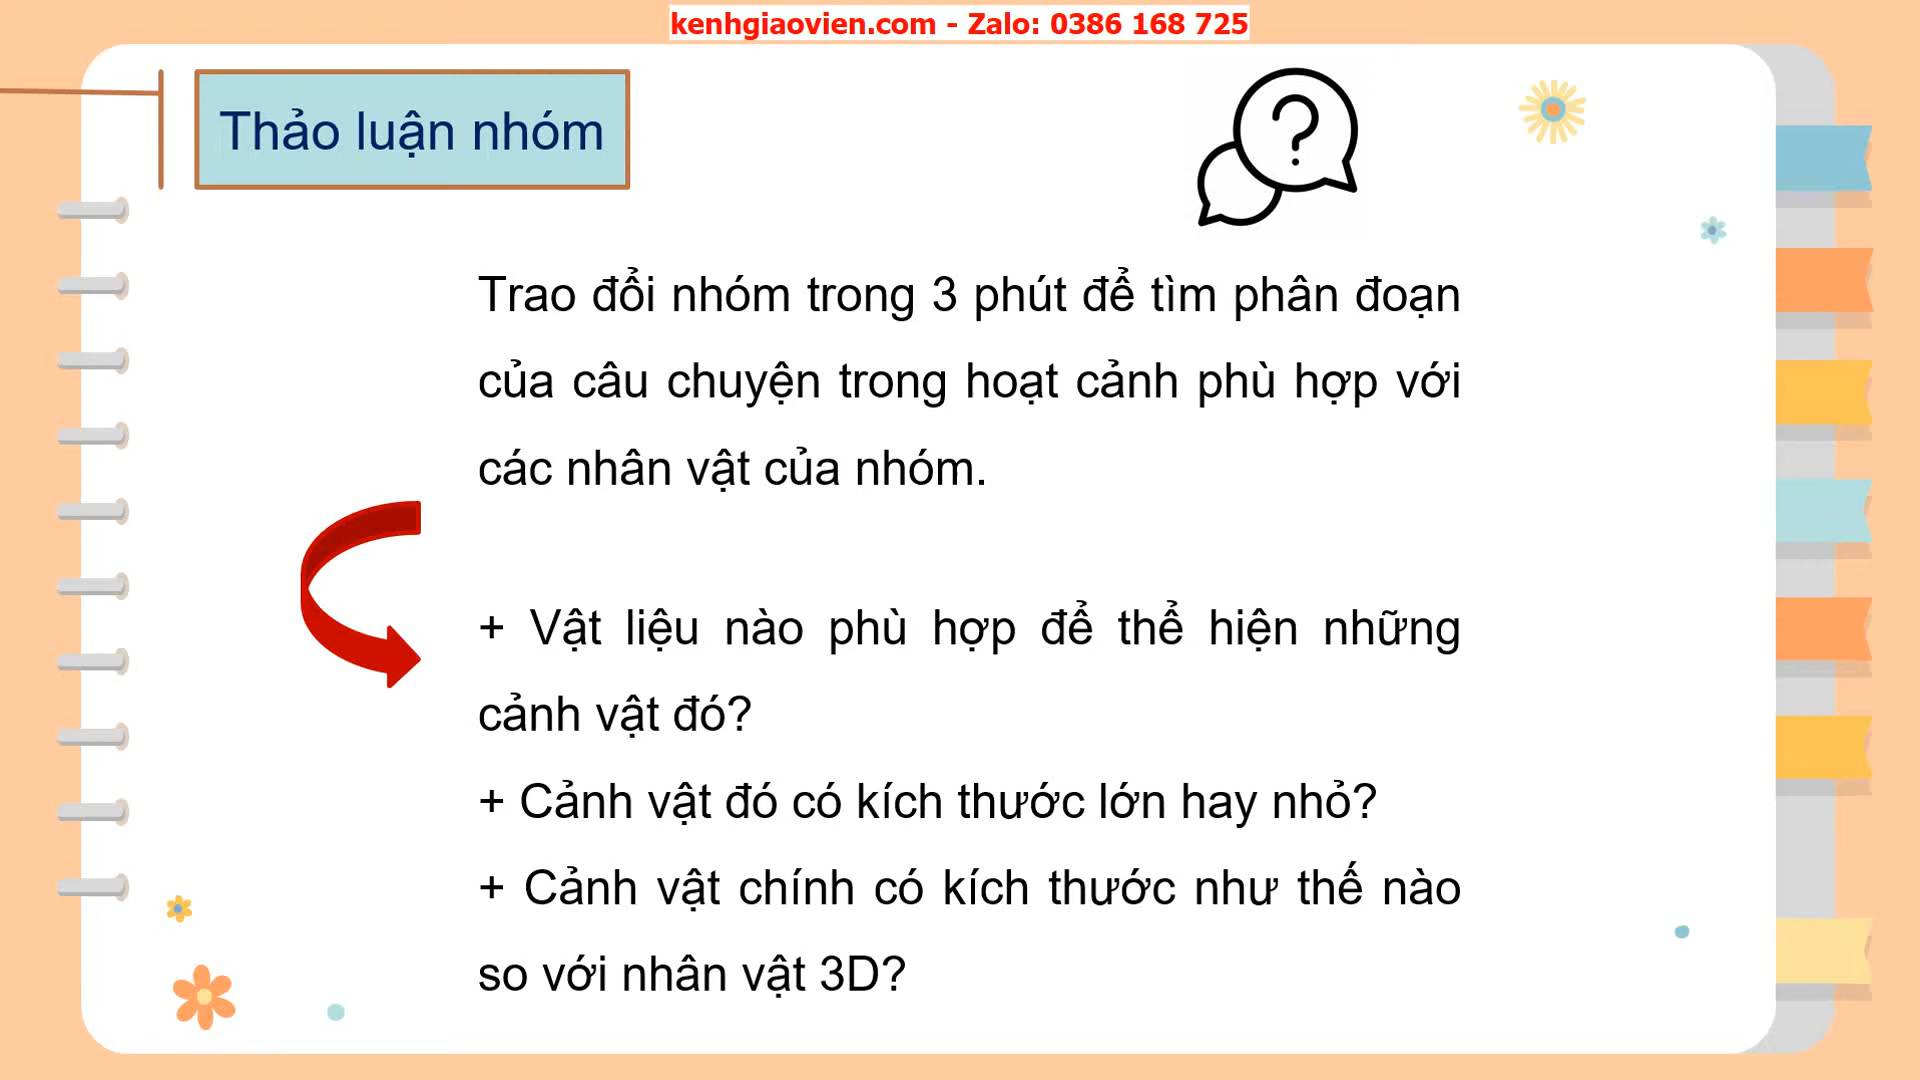 kenhgiaovien.com - Zalo: 0386 168 725
Thảo luận nhóm
?
Trao đổi nhóm trong 3 phút để tìm phân đoạn
của câu chuyện trong hoạt cảnh phù hợp với
các nhân vật của nhóm.
+ Vật liệu nào phù hợp để thể hiện những
cảnh vật đó?
+ Cảnh vật đó có kích thước lớn hay nhỏ?
+ Cảnh vật chính có kích thước như thế nào
so với nhân vật 3D?